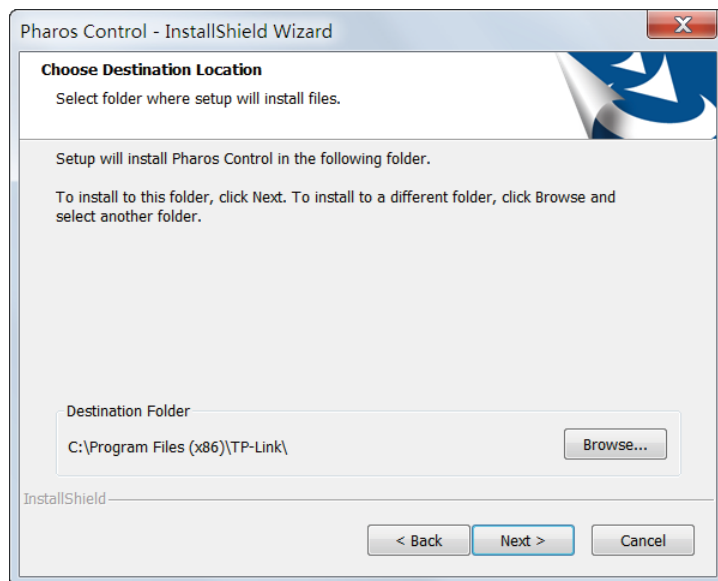 Pharos Control - InstallShield Wizard
X
Choose Destination Location
Select folder where setup will install files.
Setup will install Pharos Control in the following folder.
To install to this folder, click Next. To install to a different folder, click Browse and
select another folder.
Destination Folder
C:\Program Files (x86)\TP-Link\
Browse...
InstallShield
< Back
Next >
Cancel